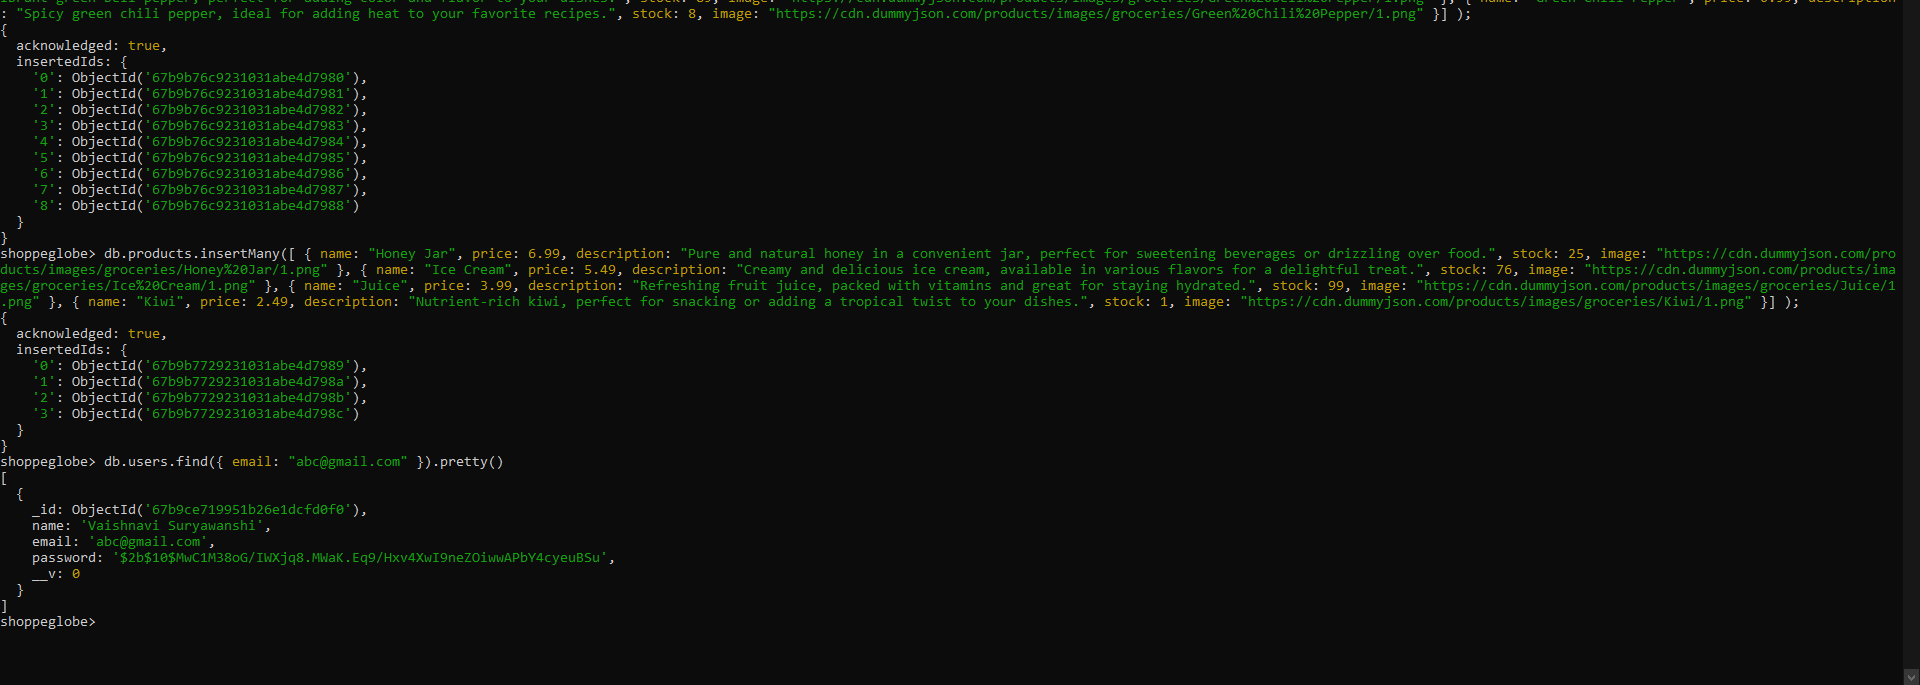 : "Spicy green chili pepper, ideal for adding heat to your favorite recipes.", stock: 8, image: "https://cdn.dummyjson.com/products/images/groceries/Green%20Chili%20Pepper/1.png" }] );
{
  acknowledged: true,
  insertedIds: {
    '0': ObjectId('67b9b76c9231031abe4d7980'),
    '1': ObjectId('67b9b76c9231031abe4d7981'),
    '2': ObjectId('67b9b76c9231031abe4d7982'),
    '3': ObjectId('67b9b76c9231031abe4d7983'),
    '4': ObjectId('67b9b76c9231031abe4d7984'),
    '5': ObjectId('67b9b76c9231031abe4d7985'),
    '6': ObjectId('67b9b76c9231031abe4d7986'),
    '7': ObjectId('67b9b76c9231031abe4d7987'),
    '8': ObjectId('67b9b76c9231031abe4d7988')
  }
}
shoppeglobe> db.products.insertMany([ { name: "Honey Jar", price: 6.99, description: "Pure and natural honey in a convenient jar, perfect for sweetening beverages or drizzling over food.", stock: 25, image: "https://cdn.dummyjson.com/pro
ducts/images/groceries/Honey%20Jar/1.png" }, { name: "Ice Cream", price: 5.49, description: "Creamy and delicious ice cream, available in various flavors for a delightful treat.", stock: 76, image: "https://cdn.dummyjson.com/products/ima
ges/groceries/Ice%20Cream/1.png" }, { name: "Juice", price: 3.99, description: "Refreshing fruit juice, packed with vitamins and great for staying hydrated.", stock: 99, image: "https://cdn.dummyjson.com/products/images/groceries/Juice/1
.png" }, { name: "Kiwi", price: 2.49, description: "Nutrient-rich kiwi, perfect for snacking or adding a tropical twist to your dishes.", stock: 1, image: "https://cdn.dummyjson.com/products/images/groceries/Kiwi/1.png" }] );
{
  acknowledged: true,
  insertedIds: {
    '0': ObjectId('67b9b7729231031abe4d7989'),
    '1': ObjectId('67b9b7729231031abe4d798a'),
    '2': ObjectId('67b9b7729231031abe4d798b'),
    '3': ObjectId('67b9b7729231031abe4d798c')
  }
}
shoppeglobe> db.users.find({ email: "abc@gmail.com" }).pretty()
[
  {
    _id: ObjectId('67b9ce719951b26e1dcfd0f0'),
    name: 'Vaishnavi Suryawanshi',
    email: 'abc@gmail.com',
    password: '$2b$10$MwC1M38oG/IWXjq8.MWaK.Eq9/Hxv4XwI9neZOiwwAPbY4cyeuBSu',
    __v: 0
  }
]
shoppeglobe>